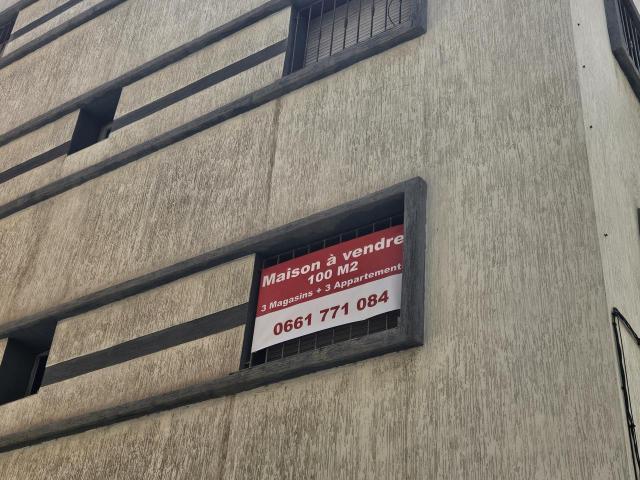 Maison à vendre
100 M2
3 Magasins + 3 Appartement
0661 771 084